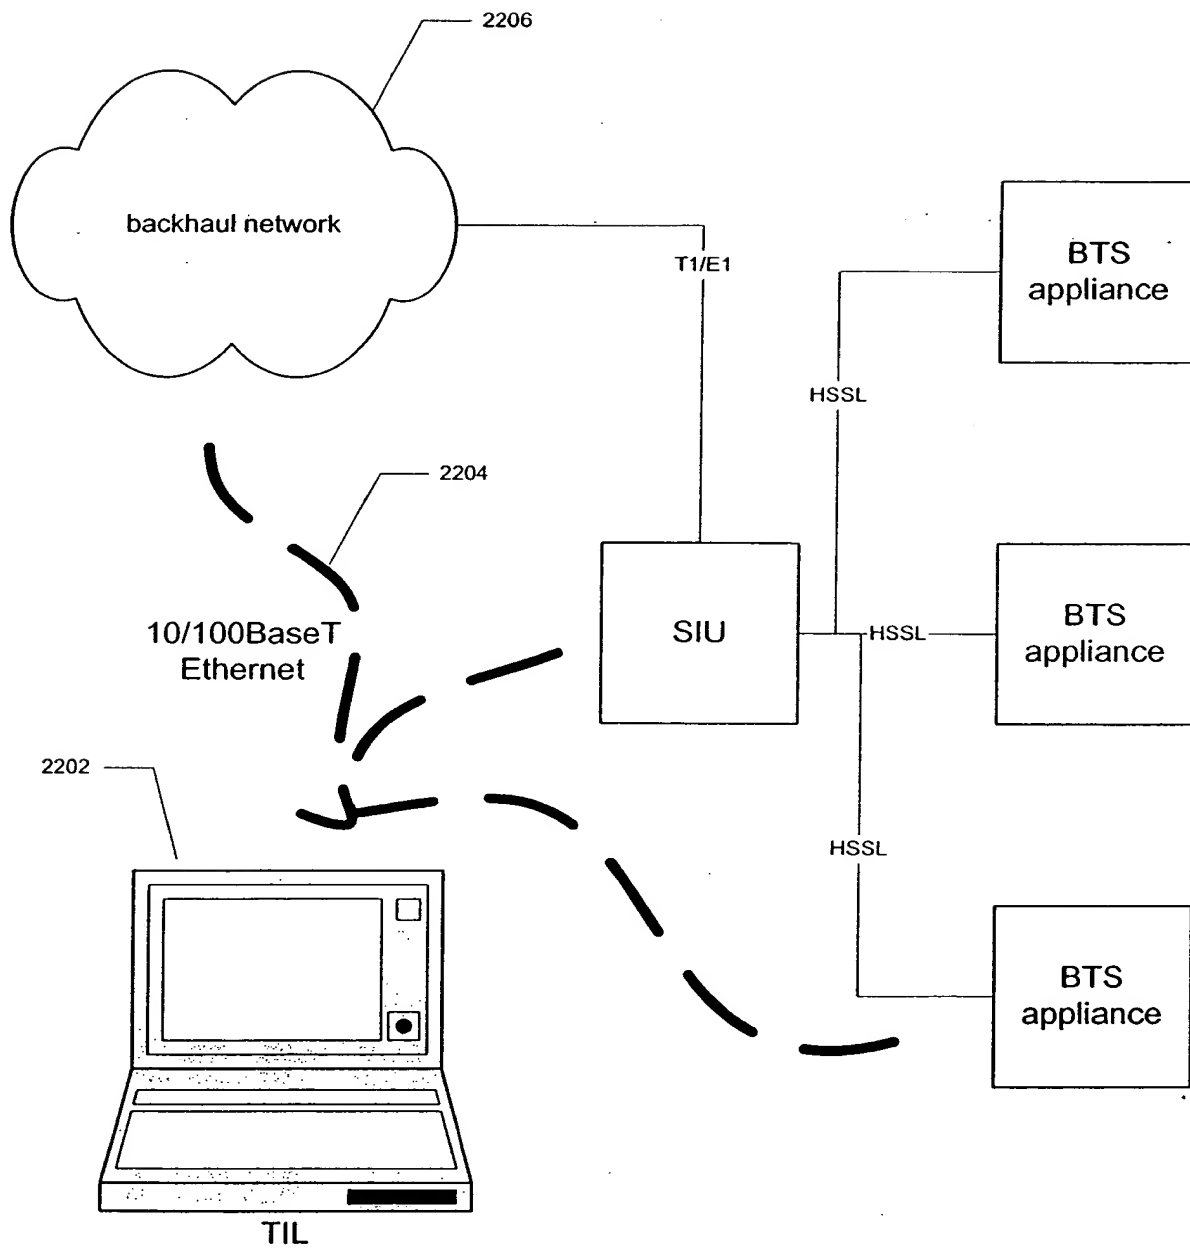 2206
backhaul network
T1/E1
BTS
appliance
HSSL
2204
10/100BaseT
Ethernet
SIU
HSSL
BTS
appliance
2202
HSSL
BTS
appliance
TIL